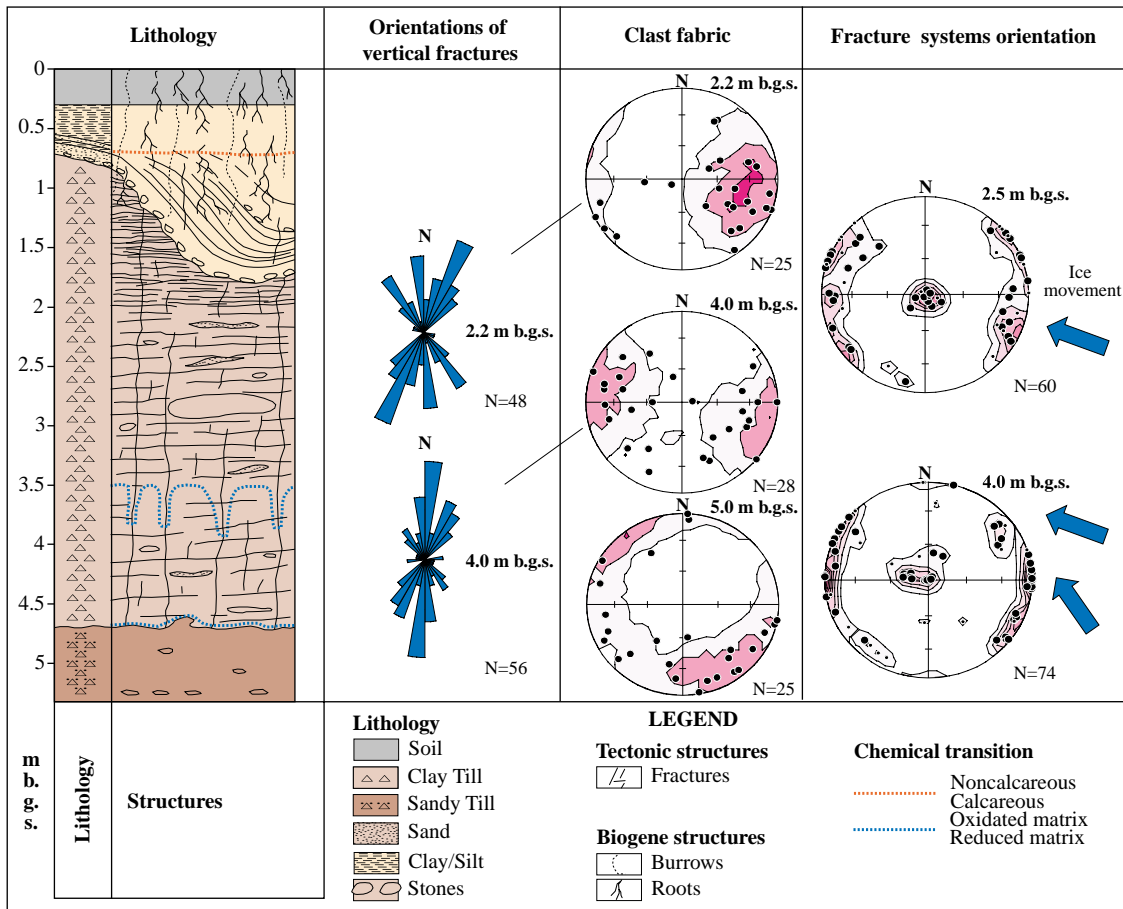 Lithology
Orientations of
vertical fractures
Clast fabric
Fracture systems orientation
0
0.5
1
1.5
2
2.5
3
3.5
4
4.5
5
N
2.2 m b.g.s.
N=48
N
4.0 m b.g.s.
N=56
N
2.2 m b.g.s.
N=25
N
4.0 m b.g.s.
N=28
N
5.0 m b.g.s.
N=25
N
2.5 m b.g.s.
Ice
movement
N=60
N
4.0 m b.g.s.
N=74
m
b.
g.
s.
Lithology
Structures
LEGEND
Lithology
Soil
Clay Till
Sandy Till
Sand
Clay/Silt
Stones
Tectonic structures
Fractures
Biogene structures
Burrows
Roots
Chemical transition
Noncalcareous
Calcareous
Oxidated matrix
Reduced matrix